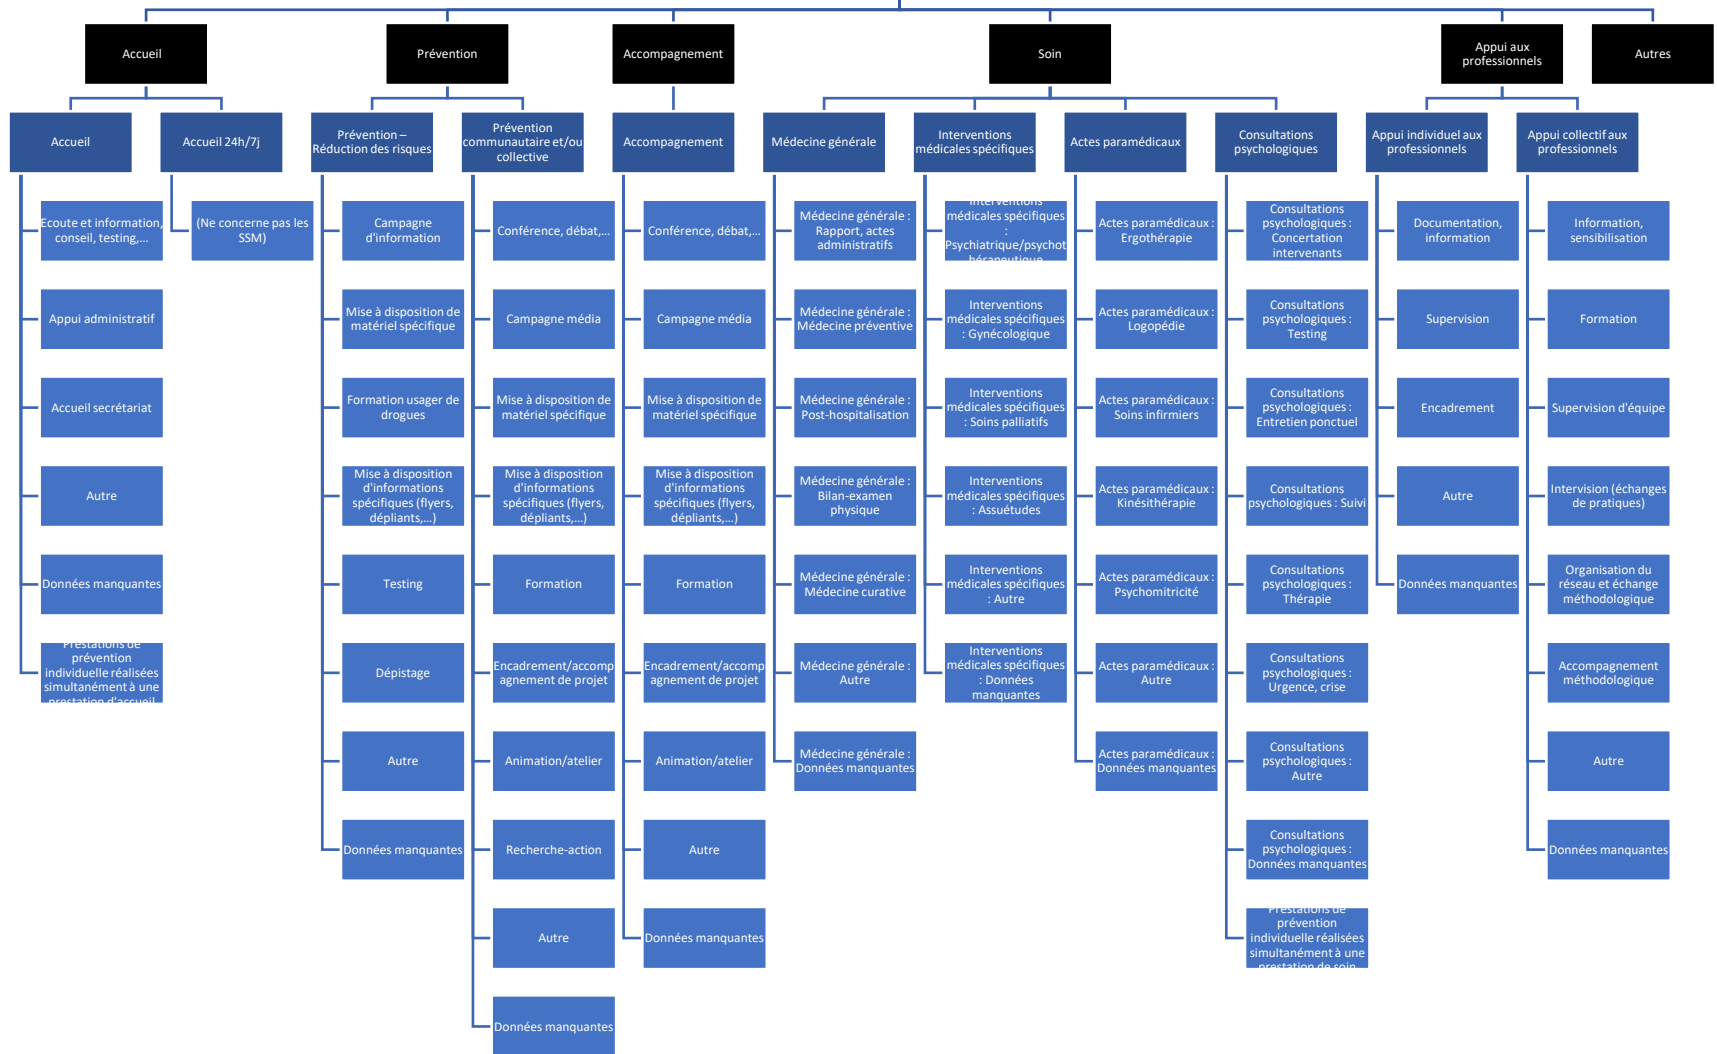 Accueil
Prévention
Accompagnement
Soin
Appui aux
professionnels
Autres
Accueil
Accueil 24h/7j
Prévention –
Réduction des risques
Prévention
communautaire et/ou
collective
Accompagnement
Médecine générale
Interventions
médicales spécifiques
Actes paramédicaux
Consultations
psychologiques
Appui individuel aux
professionnels
Appui collectif aux
professionnels
Ecoute et information,
conseil, testing,...
Appui administratif
Accueil secrétariat
Autre
Données manquantes
Prestations de
prévention
individuelle réalisées
simultanément à une
prestation d'accueil
(Ne concerne pas les
SSM)
Campagne
d'information
Mise à disposition de
matériel spécifique
Formation usager de
drogues
Mise à disposition
d'informations
spécifiques (flyers,
dépliants,...)
Testing
Dépistage
Autre
Données manquantes
Conférence, débat,...
Campagne média
Mise à disposition de
matériel spécifique
Mise à disposition
d'informations
spécifiques (flyers,
dépliants,...)
Formation
Encadrement/accomp
agnement de projet
Animation/atelier
Recherche-action
Autre
Données manquantes
Conférence, débat,...
Campagne média
Mise à disposition de
matériel spécifique
Mise à disposition
d'informations
spécifiques (flyers,
dépliants,...)
Formation
Encadrement/accomp
agnement de projet
Animation/atelier
Autre
Données manquantes
Médecine générale :
Rapport, actes
administratifs
Médecine générale :
Médecine préventive
Médecine générale :
Post-hospitalisation
Médecine générale :
Bilan-examen
physique
Médecine générale :
Médecine curative
Médecine générale :
Autre
Médecine générale :
Données manquantes
Interventions
médicales spécifiques
:
Psychiatrique/psychot
hérapeutique
Interventions
médicales spécifiques
: Gynécologique
Interventions
médicales spécifiques
: Soins palliatifs
Interventions
médicales spécifiques
: Assuétudes
Interventions
médicales spécifiques
: Autre
Interventions
médicales spécifiques
: Données
manquantes
Actes paramédicaux :
Ergothérapie
Actes paramédicaux :
Logopédie
Actes paramédicaux :
Soins infirmiers
Actes paramédicaux :
Kinésithérapie
Actes paramédicaux :
Psychomitricité
Actes paramédicaux :
Autre
Actes paramédicaux :
Données manquantes
Consultations
psychologiques :
Concertation
intervenants
Consultations
psychologiques :
Testing
Consultations
psychologiques :
Entretien ponctuel
Consultations
psychologiques : Suivi
Consultations
psychologiques :
Thérapie
Consultations
psychologiques :
Urgence, crise
Consultations
psychologiques :
Autre
Consultations
psychologiques :
Données manquantes
Prestations de
prévention
individuelle réalisées
simultanément à une
prestation de soin
Documentation,
information
Supervision
Encadrement
Autre
Données manquantes
Information,
sensibilisation
Formation
Supervision d'équipe
Intervision (échanges
de pratiques)
Organisation du
réseau et échange
méthodologique
Accompagnement
méthodologique
Autre
Données manquantes